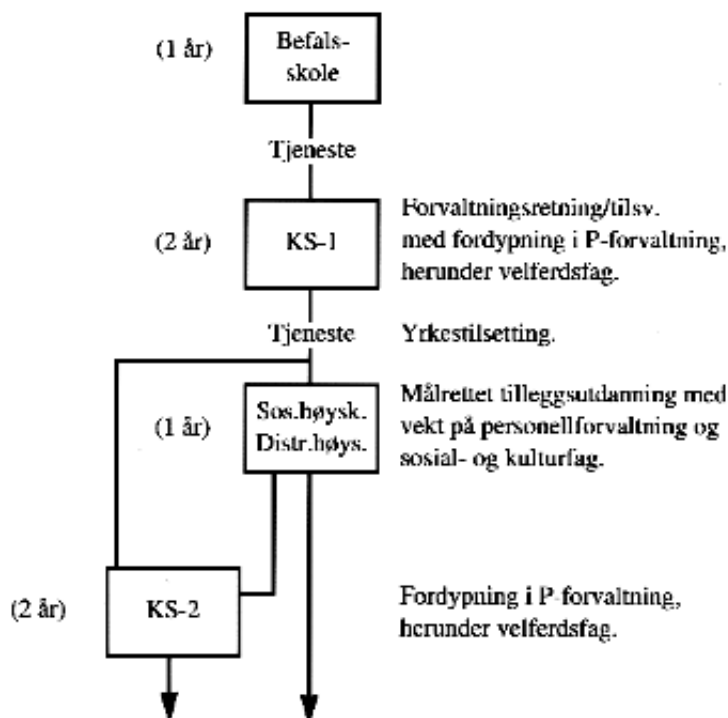 (1 år)
Befals-
skole
Tjeneste
(2 år)
KS-1
Forvaltningsretning/tilsv.
med fordypning i P-forvaltning,
herunder velferdsfag.
Tjeneste
Yrkestilsetting.
(1 år)
Sos.høysk.
Distr.høys.
Målrettet tilleggsutdanning med
vekt på personellforvaltning og
sosial- og kulturfag.
(2 år)
KS-2
Fordypning i P-forvaltning,
herunder velferdsfag.